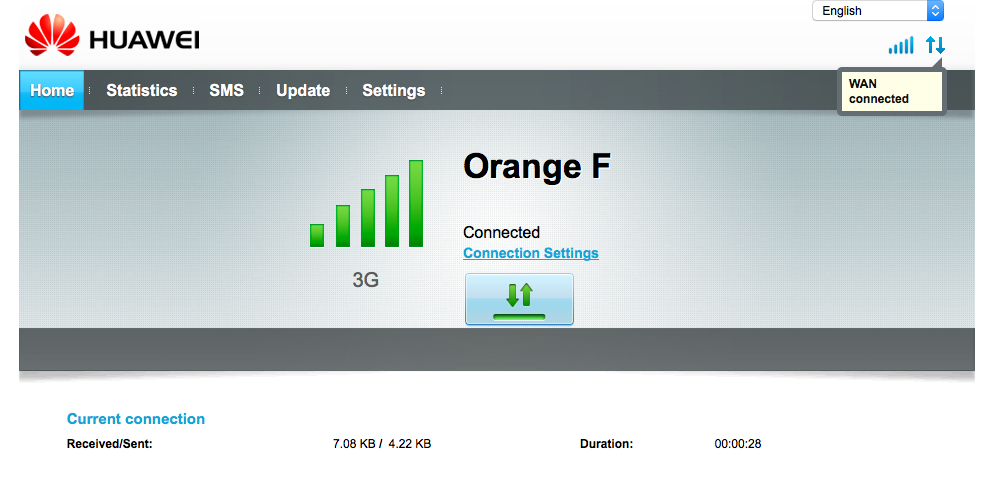 English
HUAWEI
Home Statistics SMS Update Settings
WAN
connected
Orange F
Connected
Connection Settings
3G
Current connection
Received/Sent: 7.08 KB / 4.22 KB Duration: 00:00:28